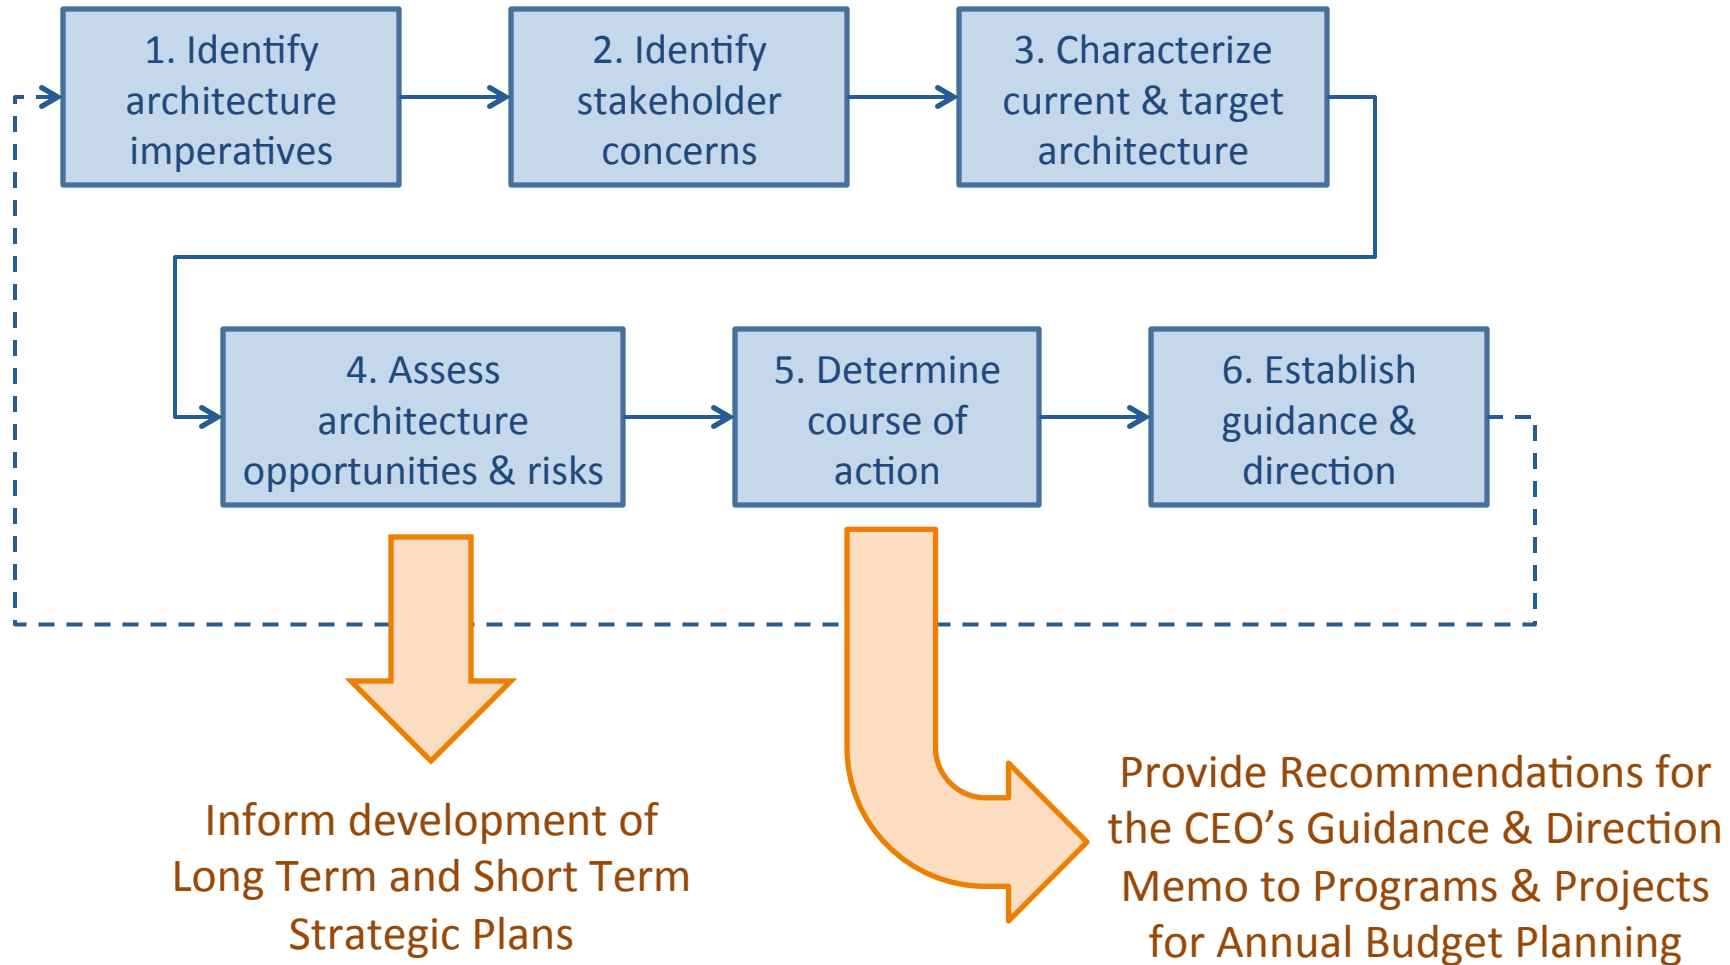 1. Identify
architecture
imperatives
2. Identify
stakeholder
concerns
3. Characterize
current & target
architecture
4. Assess
architecture
opportunities & risks
5. Determine
course of
action
6. Establish
guidance &
direction
Inform development of
Long Term and Short Term
Strategic Plans
Provide Recommendations for
the CEO’s Guidance & Direction
Memo to Programs & Projects
for Annual Budget Planning